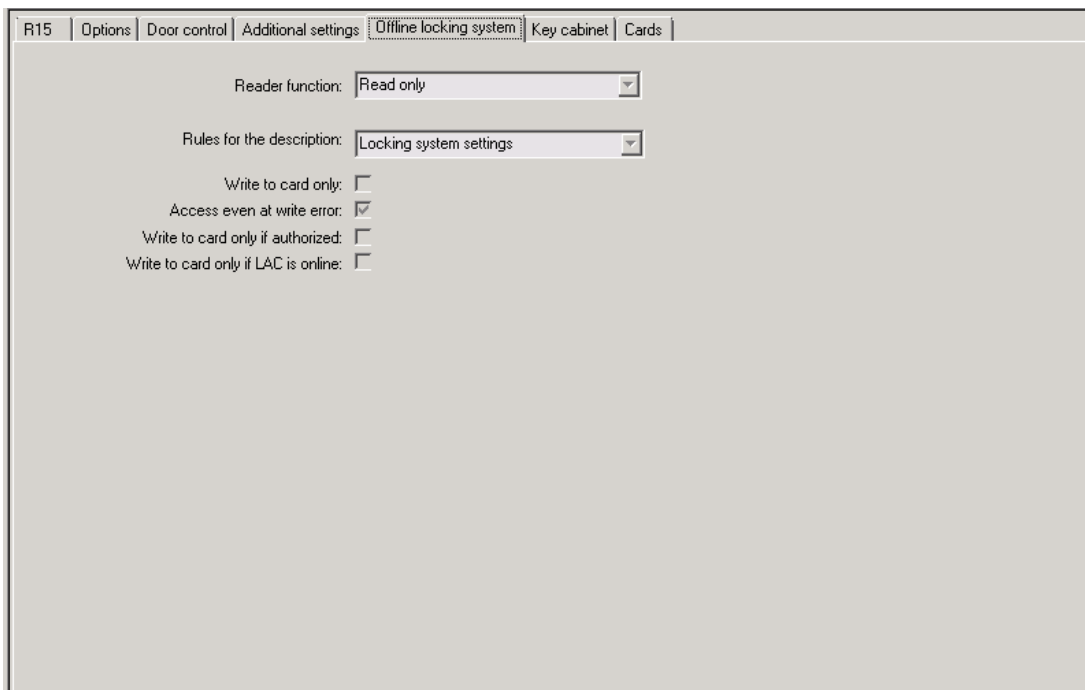 R15 Options Door control Additional settings Offline locking system Key cabinet Cards
Reader function: Read only
Rules for the description: Locking system settings
Write to card only:
Access even at write error:
Write to card only if authorized:
Write to card only if LAC is online: